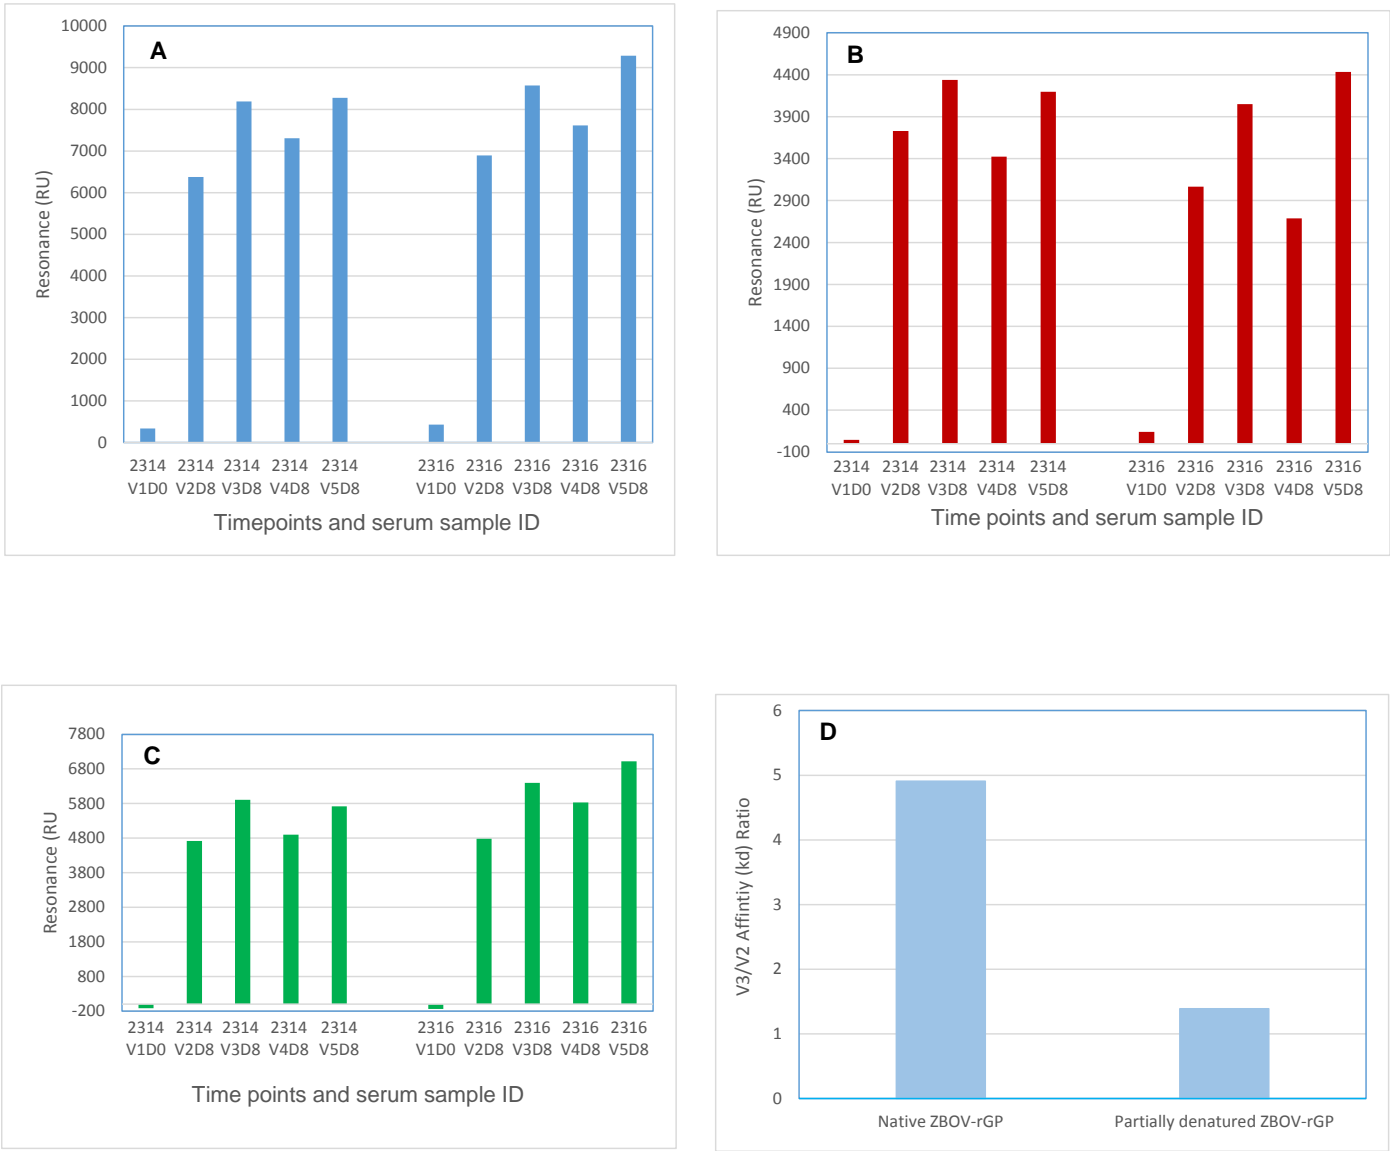 A
10000
9000
8000
7000
6000
5000
4000
3000
2000
1000
0
Resonance (RU)
2314 2314 2314 2314 2314 2316 2316 2316 2316 2316
V1D0 V2D8 V3D8 V4D8 V5D8 V1D0 V2D8 V3D8 V4D8 V5D8
Timepoints and serum sample ID
B
4900
4400
3900
3400
2900
2400
1900
1400
900
400
-100
Resonance (RU)
2314 2314 2314 2314 2314 2316 2316 2316 2316 2316
V1D0 V2D8 V3D8 V4D8 V5D8 V1D0 V2D8 V3D8 V4D8 V5D8
Time points and serum sample ID
C
7800
6800
5800
4800
3800
2800
1800
800
-200
Resonance (RU
2314 2314 2314 2314 2314 2316 2316 2316 2316 2316
V1D0 V2D8 V3D8 V4D8 V5D8 V1D0 V2D8 V3D8 V4D8 V5D8
Time points and serum sample ID
D
6
5
4
3
2
1
0
V3/V2 Affintiy (kd) Ratio
Native ZBOV-rGP Partially denatured ZBOV-rGP